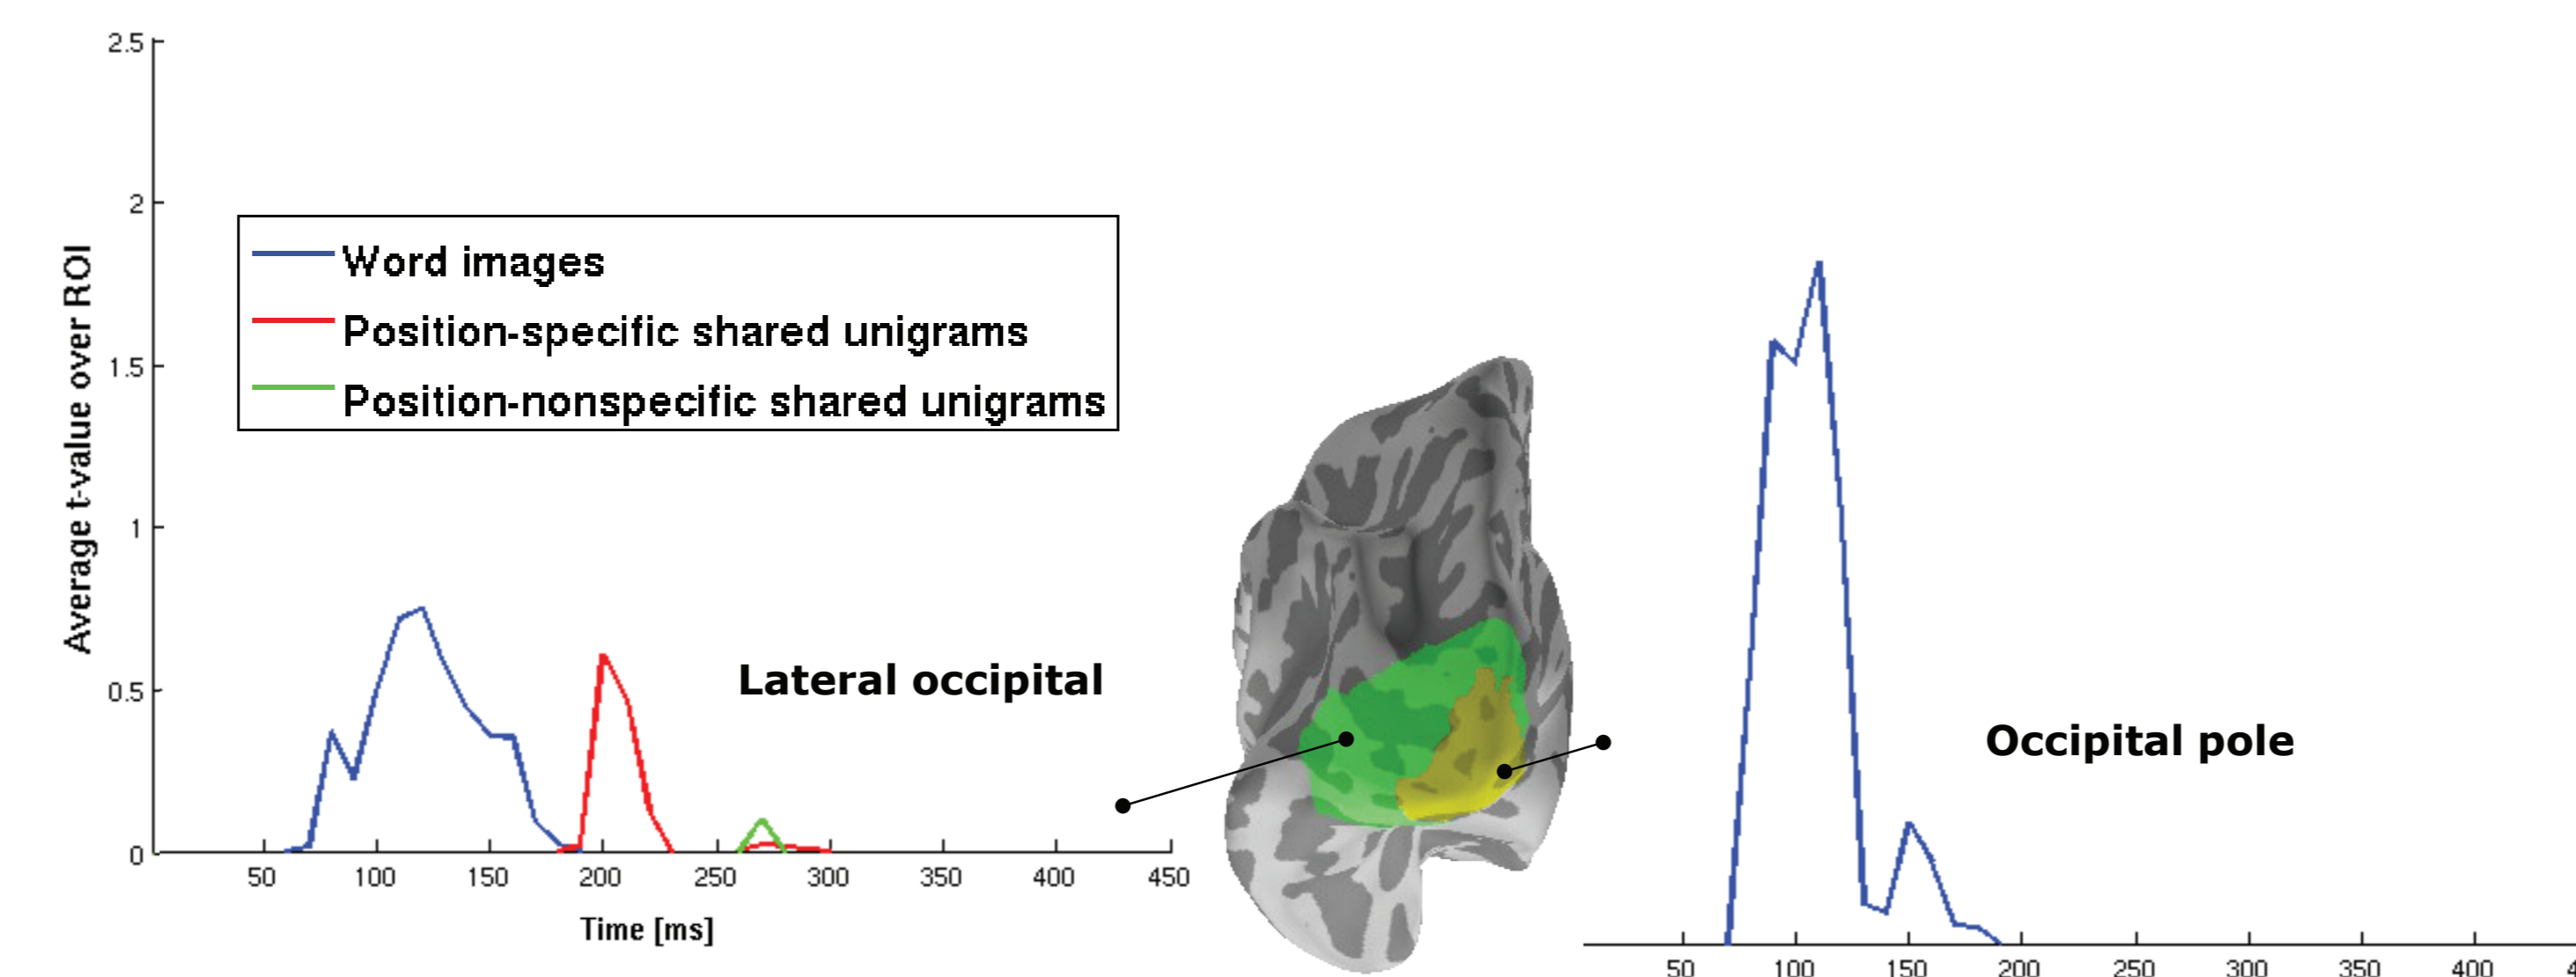 2.5
2
1.5
1
0.5
0
Average t-value over ROI
Word images
Position-specific shared unigrams
Position-nonspecific shared unigrams
Lateral occipital
50 100 150 200 250 300 350 400 450
Time [ms]
Occipital pole
50 100 150 200 250 300 350 400